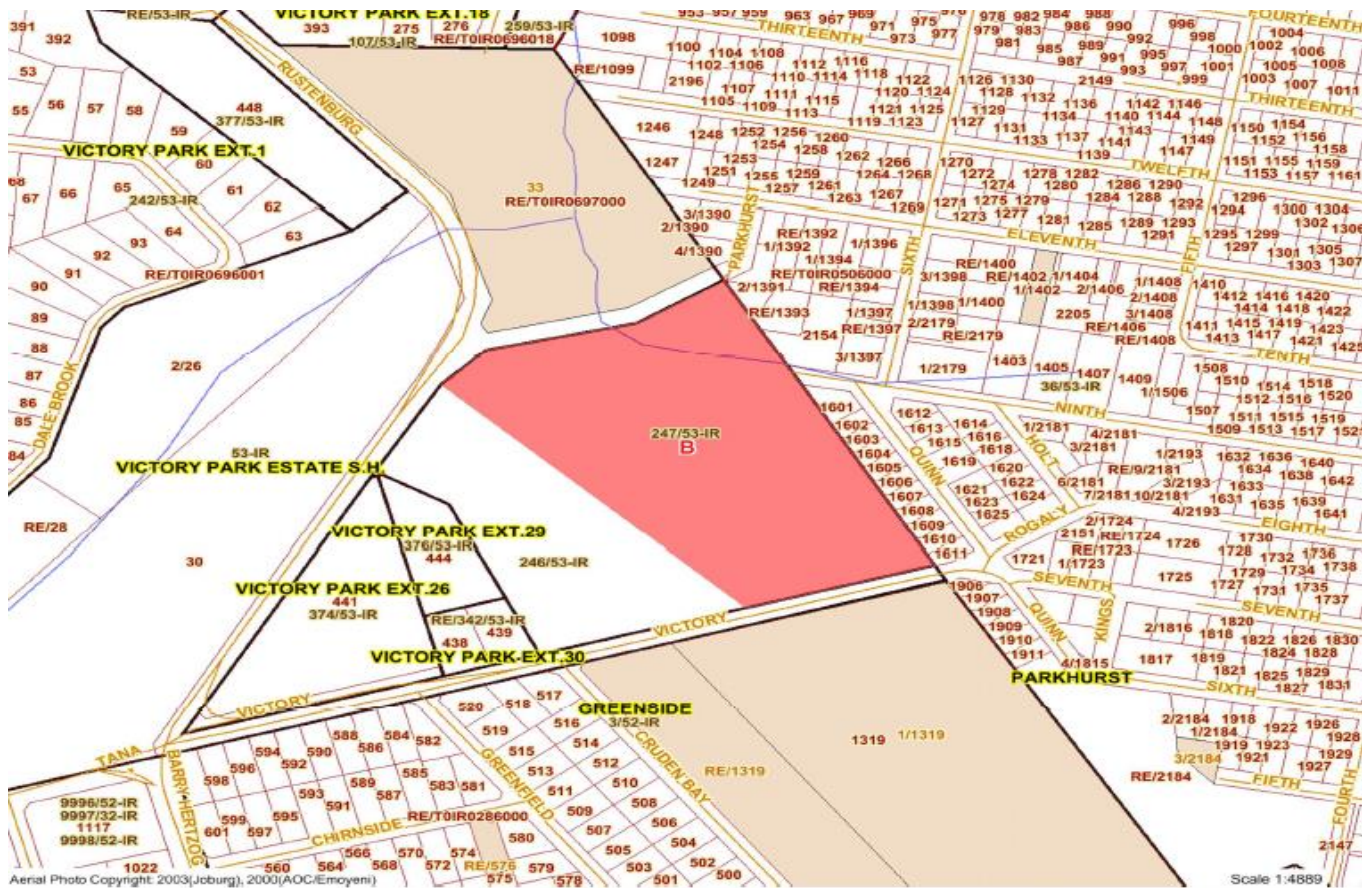 RE/53-IR
VICTORY PARK EXT.18
393 275 276 259/53-IR
107/53-IR RE/T0IR0696018
391
392
53
55 56 57 58
59
448
377/53-IR
RUSTENBURG
VICTORY PARK EXT.1
60
61
62
63
65
66
67
68
242/53-IR
64
93
92
91
90
89
88
87
86
85
84
RE/T0IR0696001
DALE BROOK
2/26
33
RE/T0IR0697000
53-IR
VICTORY PARK ESTATE S.H.
RE/28
30
VICTORY PARK EXT.29
376/53-IR
444
246/53-IR
VICTORY PARK EXT.26
441
374/53-IR
RE/342/53-IR
438 439
VICTORY PARK EXT.30
247/53-IR
B
VICTORY
VICTORY
TANA
BARRY HERTZOG
GREENSIDE
3/52-IR
CRUDEN BAY
GREENFIELD
CHIRNSIDE
RE/T0IR0286000
RE/576
575
9996/52-IR
9997/32-IR
1117
9998/52-IR
1022
598 596 594 592 590 588 586 584 582
601 599 597 595 593 591 589 587 585 583 581
560 564 566 568 570 572 574
580 579 578
520 518 517 516 514 512 510 508 506 504 502 500
519 515 513 511 509 507 505 503 501
RE/1319
1319 1/1319
953 957 959 963 967 969 971 973 975 977
THIRTEENTH
978 982 984 988
979 983 986 990 996
981 985 989 992 998
987 991 995 1000
993 997 1001
999
FOURTEENTH
1004
1002 1006
1005 1008
1003 1007 1011
THIRTEENTH
1098
RE/1099
1100 1104 1108 1112 1116
1102 1106 1110 1114 1118 1122
2196 1107 1111 1115 1120 1124
1105 1109 1113 1119 1123 1121 1125
1126 1130 2149
1128 1132 1136 1142 1146
1129 1134 1140 1144 1148
1127 1131 1133 1137 1141 1143 1149
1139 1147
1150 1154
1152 1156
1158
1151 1155 1159
1153 1157 1161
TWELFTH
1246 1248 1252 1256 1260
1254 1258 1262 1266
1247 1253 1264 1268
1251 1255 1259 1267
1249 1257 1261 1263 1269
1270
1272 1278 1282
1274 1280 1286 1290
1284 1288 1292
1271 1275 1279 1285 1289 1293
1273 1277 1281 1291
1296
1294 1300 1304
1302 1306
1295 1299
1297 1301 1305
1303 1307
ELEVENTH
3/1390
2/1390
4/1390
PARKHURST
RE/1392
1/1392 1/1396
1/1394
RE/T0IR0506000
RE/1394
2/1391
RE/1393 1/1397
2154 RE/1397
3/1397
SIXTH
FIFTH
RE/1400
3/1398 RE/1402 1/1404
1/1402 2/1406
1/1398 1/1400
2/2179
RE/2179 2205
1/1408
2/1408
3/1408
RE/1406
RE/1408
1410
1412 1416 1420
1414 1418 1422
1411 1415 1419 1423
1413 1417 1421 1425
TENTH
1/2179 1403 1405 1407 1409
36/53-IR
1/1506
1508
1510 1514 1518
1512 1516 1520
1507 1511 1515 1519
1509 1513 1517
NINTH
1601
1602
1603
1604
1605
1606
1607
1608
1609
1610
1611
QUINN
1612
1613 1614
1615 1616
1618
1619 1620
1621 1622
1623 1624
1625
HOLT
ROGALY
1/2181
3/2181 4/2181
RE/9/2181
6/2181
7/2181 10/2181
1/2193
3/2193
4/2193
1632 1636 1640
1634 1638 1642
1633
1631 1635 1639
1641
EIGHTH
2/1724
2151 RE/1724 1726
RE/1723
1721 1/1723
1725
1730
1728 1732 1736
1734 1738
1729
1727 1731 1735
1737
SEVENTH
SEVENTH
1906
1907
1908
1909
1910
1911
QUINN
KINGS
4/1815
PARKHURST
2/1816 1820
1818 1822 1826 1830
1824 1828
1817 1819
1821 1825 1829
1827 1831
SIXTH
2/2184 1918 1922 1926
1/2184 1928
1919 1923
3/2184 1921 1929
1927
RE/2184
FIFTH
FOURTH
2147
Aerial Photo Copyright: 2003(Joburg), 2000(AOC/Emoyeni)
Scale 1:4889